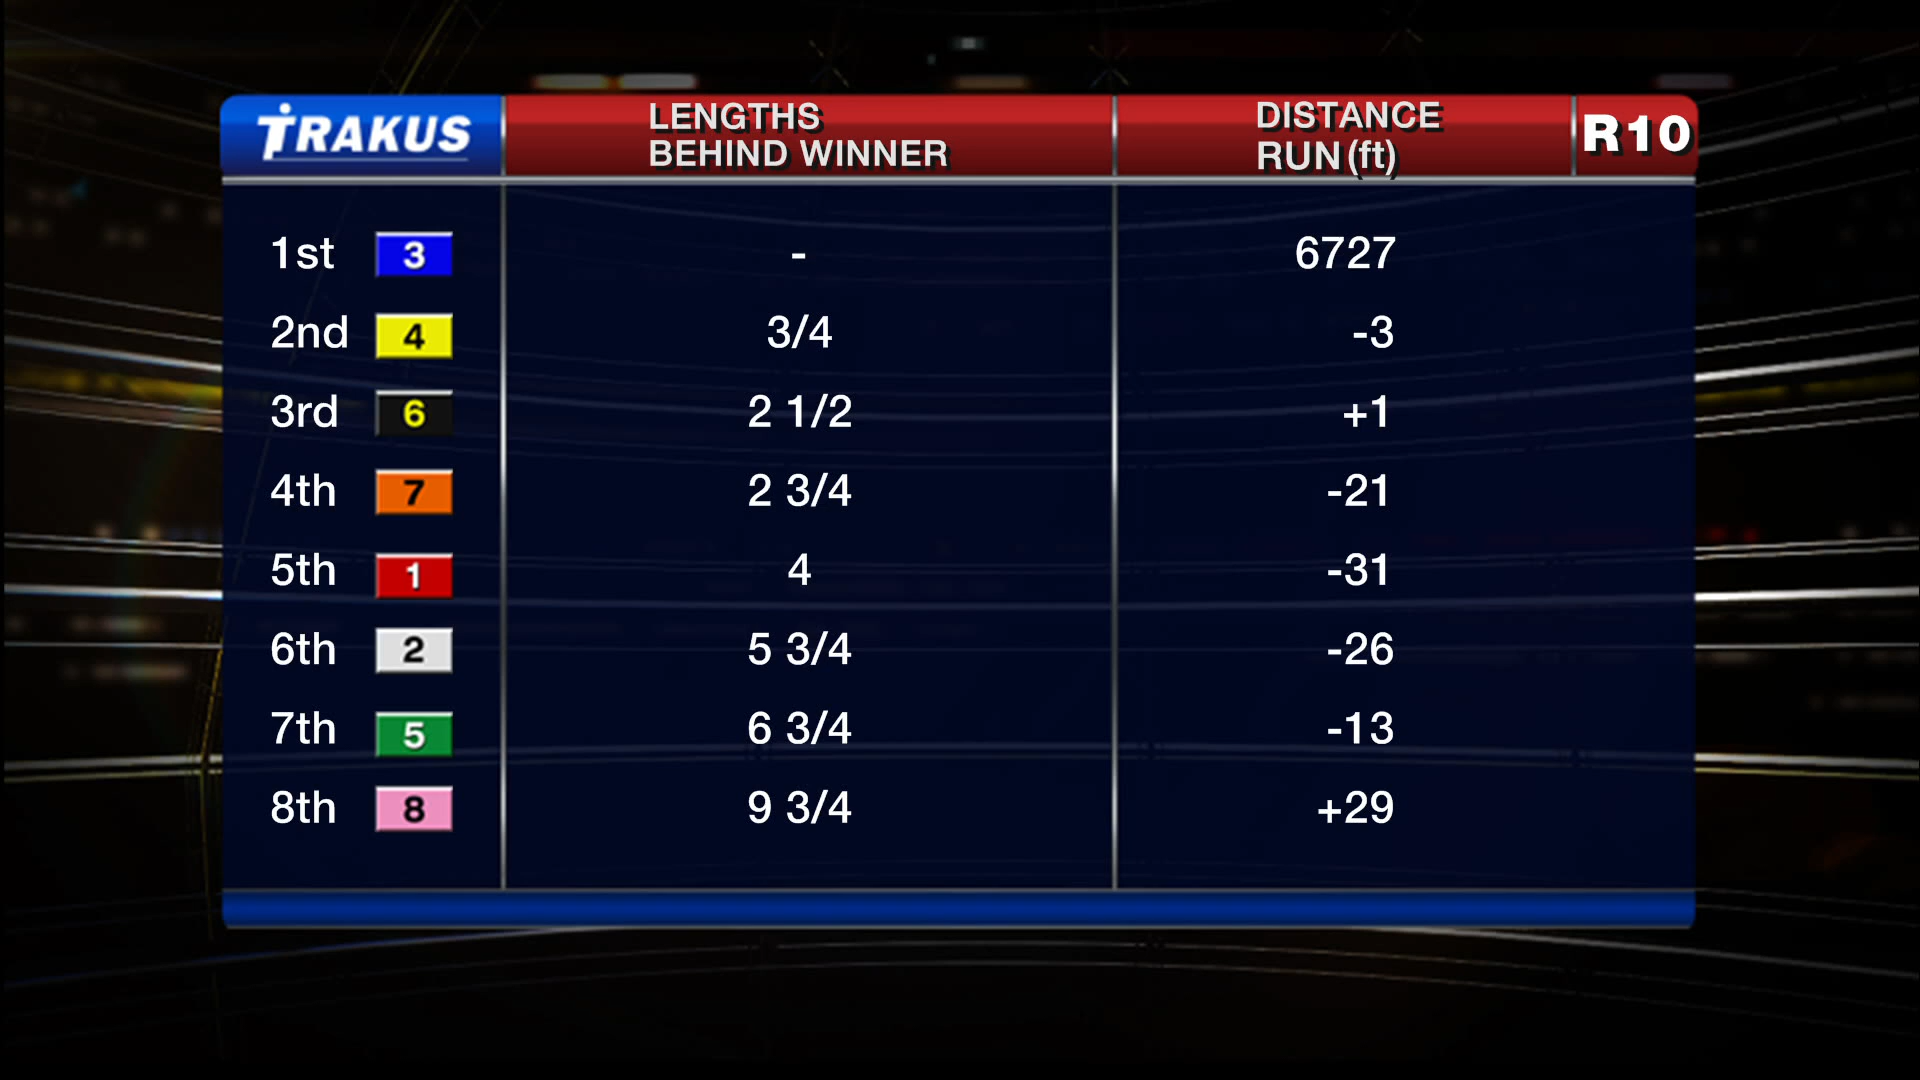 TRAKUS
LENGTHS
BEHIND WINNER
DISTANCE
RUN (ft)
R10
1st 3 - 6727
2nd 4 3/4 -3
3rd 6 2 1/2 +1
4th 7 2 3/4 -21
5th 1 4 -31
6th 2 5 3/4 -26
7th 5 6 3/4 -13
8th 8 9 3/4 +29